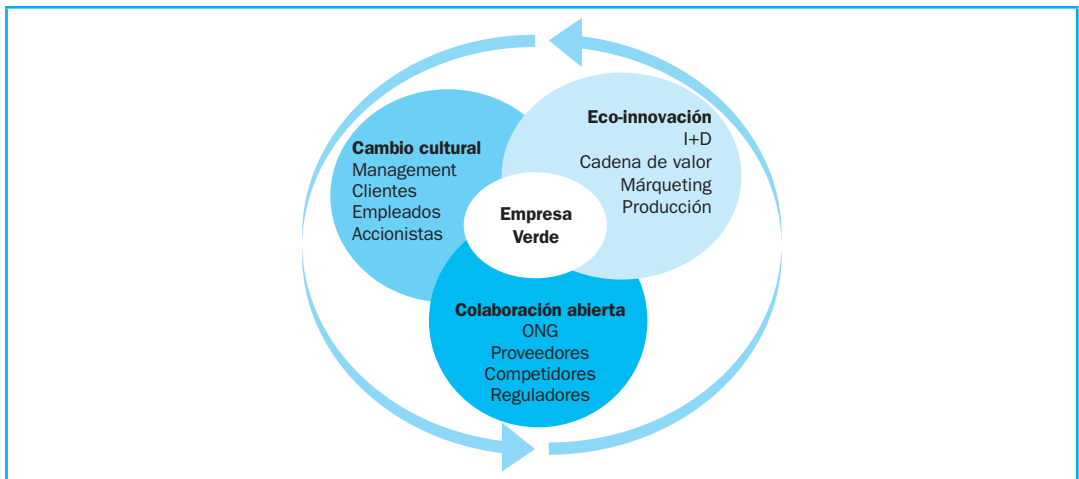 Cambio cultural
Management
Clientes
Empleados
Accionistas
Eco-innovación
I+D
Cadena de valor
Márqueting
Producción
Empresa
Verde
Colaboración abierta
ONG
Proveedores
Competidores
Reguladores